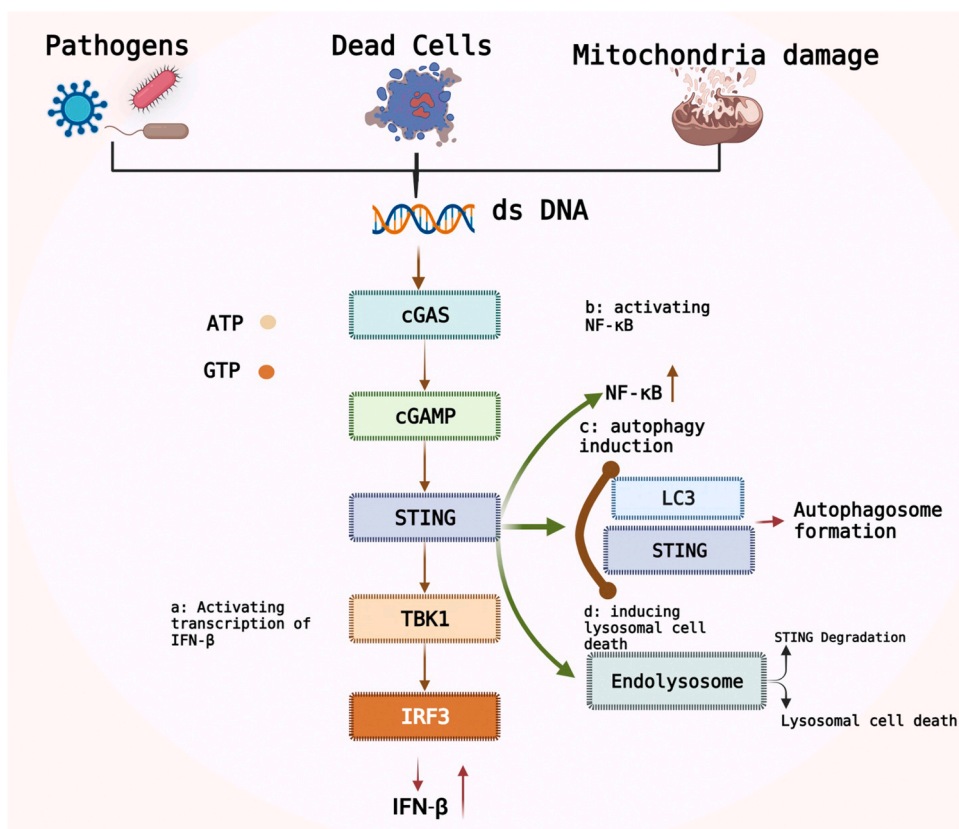 Pathogens
Dead Cells
Mitochondria damage
ds DNA
cGAS
ATP
GTP
b: activating
NF-κB
cGAMP
NF-κB
c: autophagy
induction
STING
LC3
STING
Autophagosome
formation
a: Activating
transcription of
IFN-β
TBK1
d: inducing
lysosomal cell
death
Endolysosome
STING Degradation
Lysosomal cell death
IRF3
IFN-β